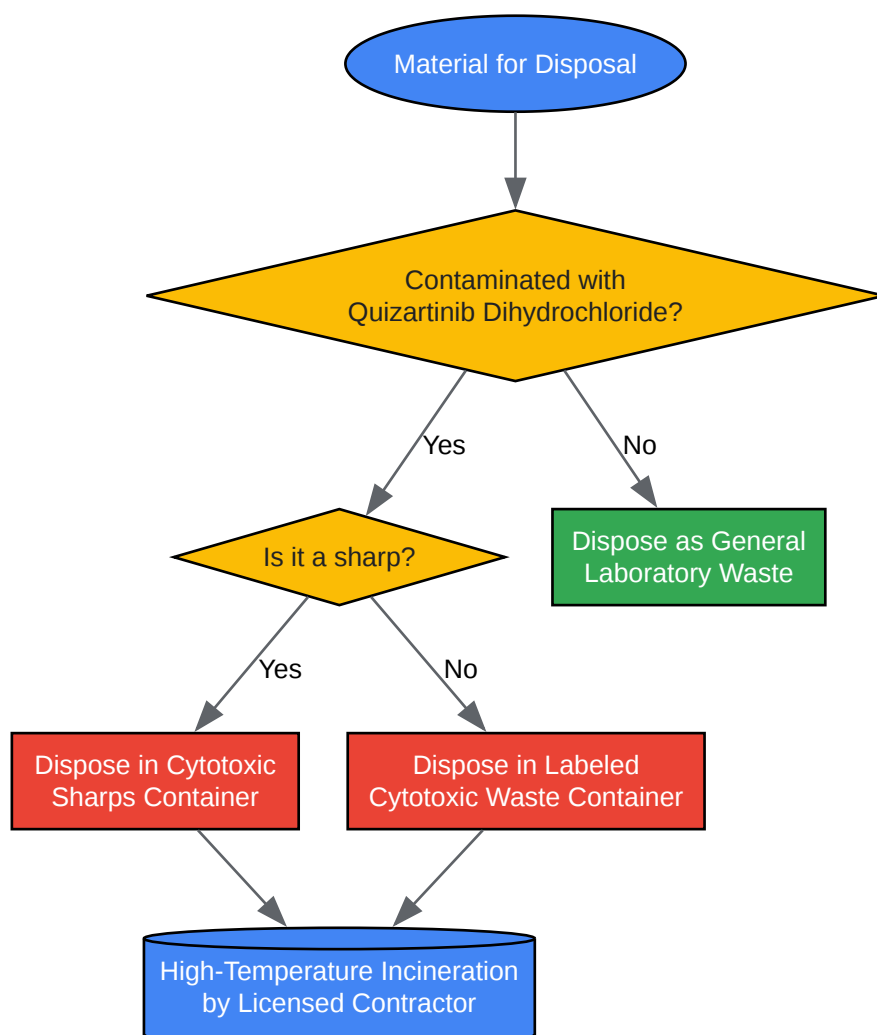 Material for Disposal
Contaminated with
Quizartinib Dihydrochloride?
Yes
No
Is it a sharp?
Dispose as General
Laboratory Waste
Yes
No
Dispose in Cytotoxic
Sharps Container
Dispose in Labeled
Cytotoxic Waste Container
High-Temperature Incineration
by Licensed Contractor